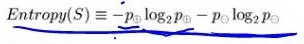 Entropy(S) ≡ −p⊕ log₂ p⊕ − p⊖ log₂ p⊖